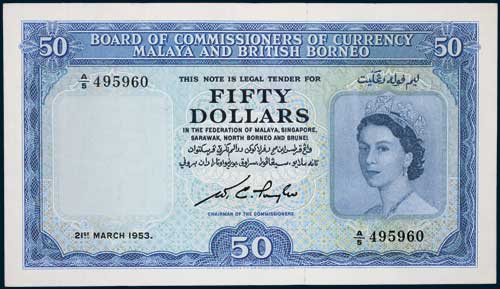 50 BOARD OF COMMISSIONERS OF CURRENCY 50
MALAYA AND BRITISH BORNEO
A/5 495960
THIS NOTE IS LEGAL TENDER FOR
FIFTY
DOLLARS
IN THE FEDERATION OF MALAYA, SINGAPORE,
SARAWAK, NORTH BORNEO AND BRUNEI
CHAIRMAN OF THE COMMISSIONERS
21ST MARCH 1953.
A/5 495960
50